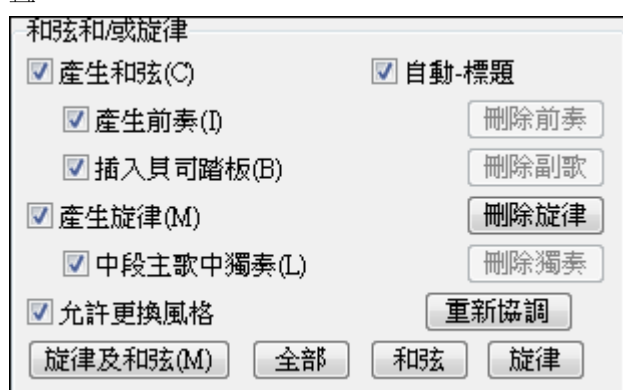 和弦和/或旋律
產生和弦(C) 自動-標題
產生前奏(I) 刪除前奏
插入貝司踏板(B) 刪除副歌
產生旋律(M) 刪除旋律
中段主歌中獨奏(L) 刪除獨奏
允許更換風格 重新協調
旋律及和弦(M) 全部 和弦 旋律